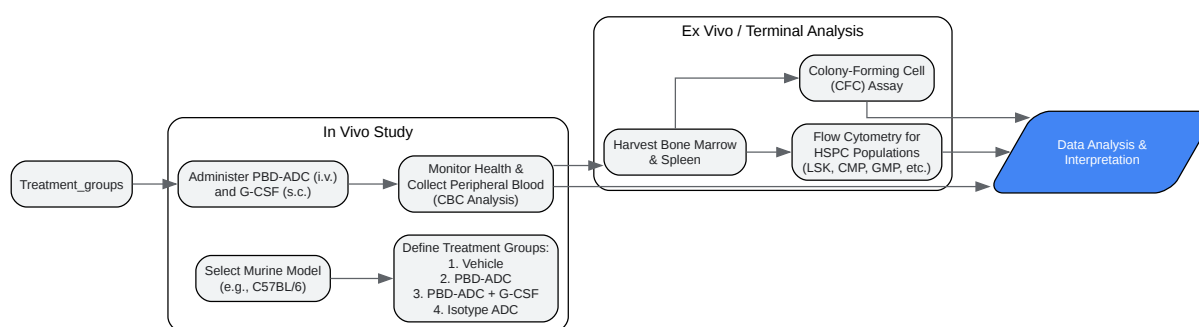 Ex Vivo / Terminal Analysis
Colony-Forming Cell
(CFC) Assay
In Vivo Study
Harvest Bone Marrow
& Spleen
Flow Cytometry for
HSPC Populations
(LSK, CMP, GMP, etc.)
Data Analysis &
Interpretation
Treatment_groups
Administer PBD-ADC (i.v.)
and G-CSF (s.c.)
Monitor Health &
Collect Peripheral Blood
(CBC Analysis)
Select Murine Model
(e.g., C57BL/6)
Define Treatment Groups:
1. Vehicle
2. PBD-ADC
3. PBD-ADC + G-CSF
4. Isotype ADC